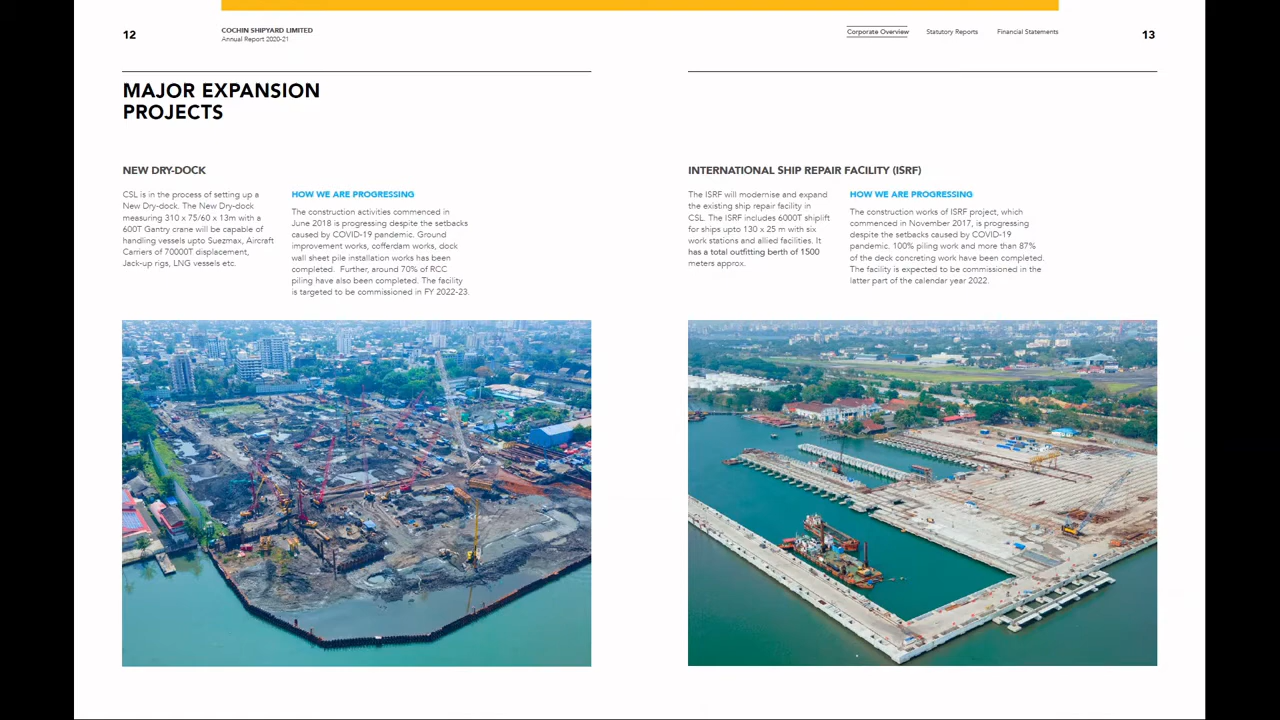 12
COCHIN SHIPYARD LIMITED
Annual Report 2020-21
Corporate Overview
Statutory Reports
Financial Statements
13
MAJOR EXPANSION
PROJECTS
NEW DRY-DOCK
CSL is in the process of setting up a
New Dry-dock. The New Dry-dock
measuring 310 x 75/60 x 13m with a
600T Gantry crane will be capable of
handling vessels upto Suezmax, Aircraft
Carriers of 70000T displacement,
Jack-up rigs, LNG vessels etc.
HOW WE ARE PROGRESSING
The construction activities commenced in
June 2018 is progressing despite the setbacks
caused by COVID-19 pandemic. Ground
improvement works, cofferdam works, dock
wall sheet pile installation works has been
completed. Further, around 70% of RCC
piling have also been completed. The facility
is targeted to be commissioned in FY 2022-23.
INTERNATIONAL SHIP REPAIR FACILITY (ISRF)
The ISRF will modernise and expand
the existing ship repair facility in
CSL. The ISRF includes 6000T shiplift
for ships upto 130 x 25 m with six
work stations and allied facilities. It
has a total outfitting berth of 1500
meters approx.
HOW WE ARE PROGRESSING
The construction works of ISRF project, which
commenced in November 2017, is progressing
despite the setbacks caused by COVID-19
pandemic. 100% piling work and more than 87%
of the deck concreting work have been completed.
The facility is expected to be commissioned in the
latter part of the calendar year 2022.